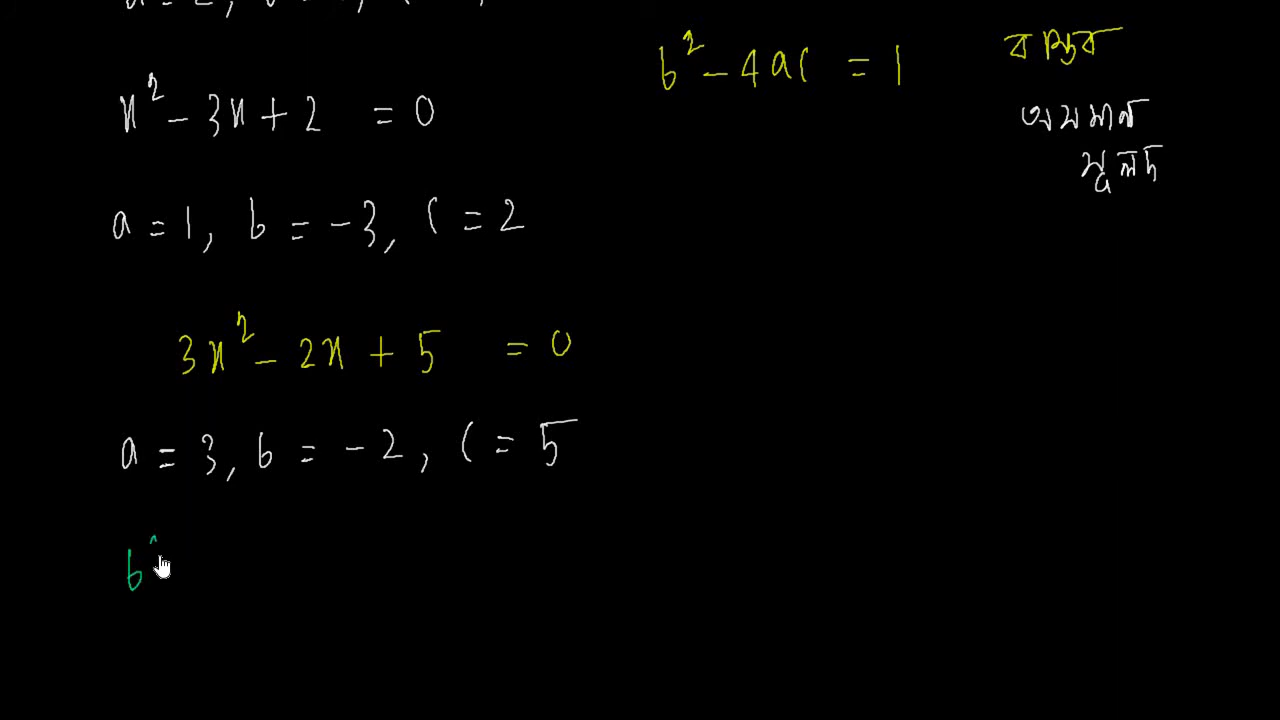 x² - 3x + 2 = 0
b² - 4ac = 1
বাস্তব
অসমান
মূলদ
a = 1, b = -3, c = 2
3x² - 2x + 5 = 0
a = 3, b = -2, c = 5
b